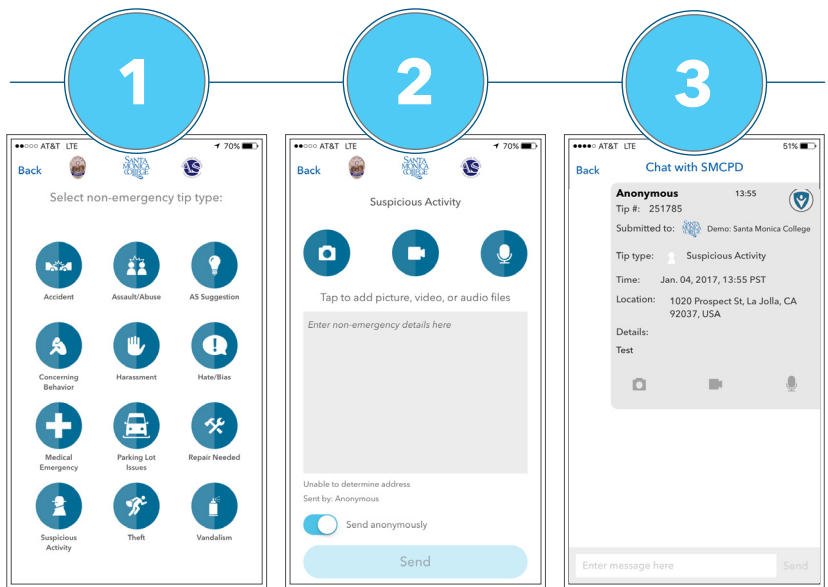 1
2
3
AT&T LTE
70%
Back
SANTA
MONICA
COLLEGE
AS
Select non-emergency tip type:
Accident
Assault/Abuse
AS Suggestion
Concerning
Behavior
Harassment
Hate/Bias
Medical
Emergency
Parking Lot
Issues
Repair Needed
Suspicious
Activity
Theft
Vandalism
AT&T LTE
70%
Back
SANTA
MONICA
COLLEGE
AS
Suspicious Activity
Tap to add picture, video, or audio files
Enter non-emergency details here
Unable to determine address
Sent by: Anonymous
Send anonymously
Send
AT&T LTE
51%
Back
Chat with SMCPD
Anonymous 13:55
Tip #: 251785
Submitted to: Demo: Santa Monica College
Tip type: Suspicious Activity
Time: Jan. 04, 2017, 13:55 PST
Location: 1020 Prospect St, La Jolla, CA
92037, USA
Details:
Test
Enter message here
Send